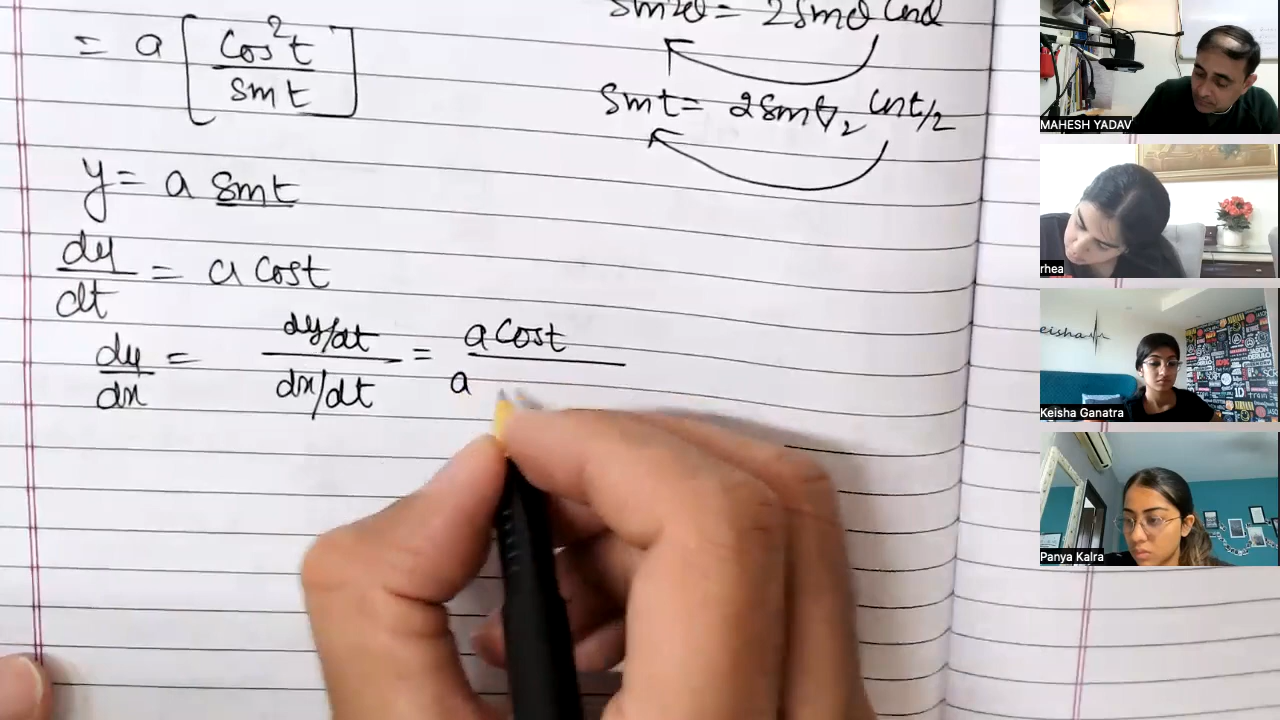 = a [cos²t / sint]
sin2θ = 2sinθ cosθ
sint = 2sint/2 cost/2
y = a sint
dy/dt = a cost
dy/dx = (dy/dt)/(dx/dt) = a cost / a
MAHESH YADAV
rhea
keisha
Keisha Ganatra
Panya Kalra